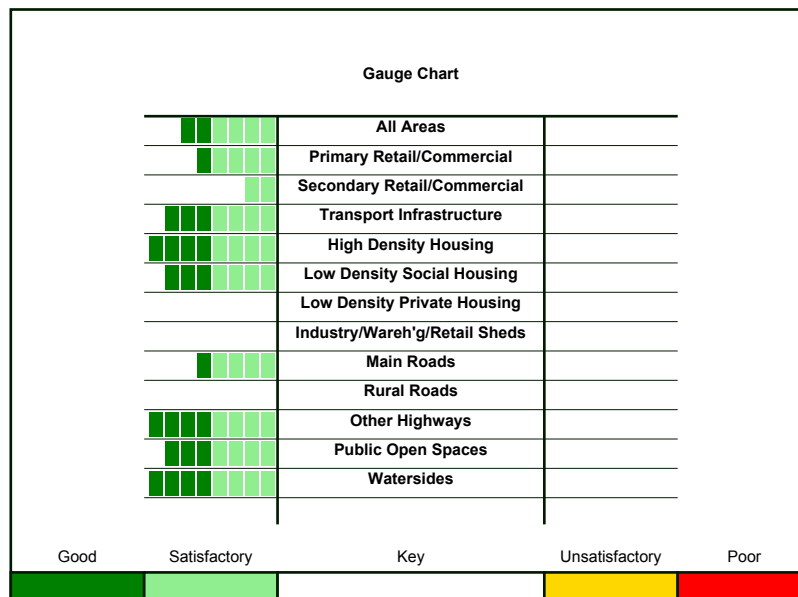 Gauge Chart
All Areas
Primary Retail/Commercial
Secondary Retail/Commercial
Transport Infrastructure
High Density Housing
Low Density Social Housing
Low Density Private Housing
Industry/Wareh'g/Retail Sheds
Main Roads
Rural Roads
Other Highways
Public Open Spaces
Watersides
Good Satisfactory Key Unsatisfactory Poor